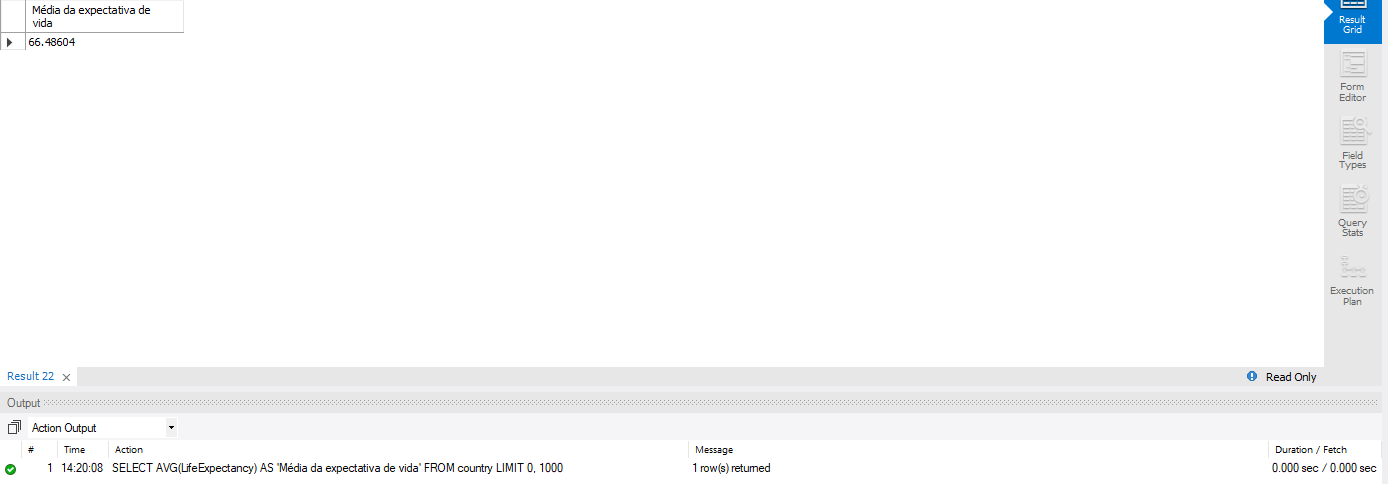 Média da expectativa de
vida
66.48604
Result
Grid
Form
Editor
Field
Types
Query
Stats
Execution
Plan
Result 22
Read Only
Output
Action Output
# Time Action Message Duration / Fetch
1 14:20:08 SELECT AVG(LifeExpectancy) AS 'Média da expectativa de vida' FROM country LIMIT 0, 1000 1 row(s) returned 0.000 sec / 0.000 sec